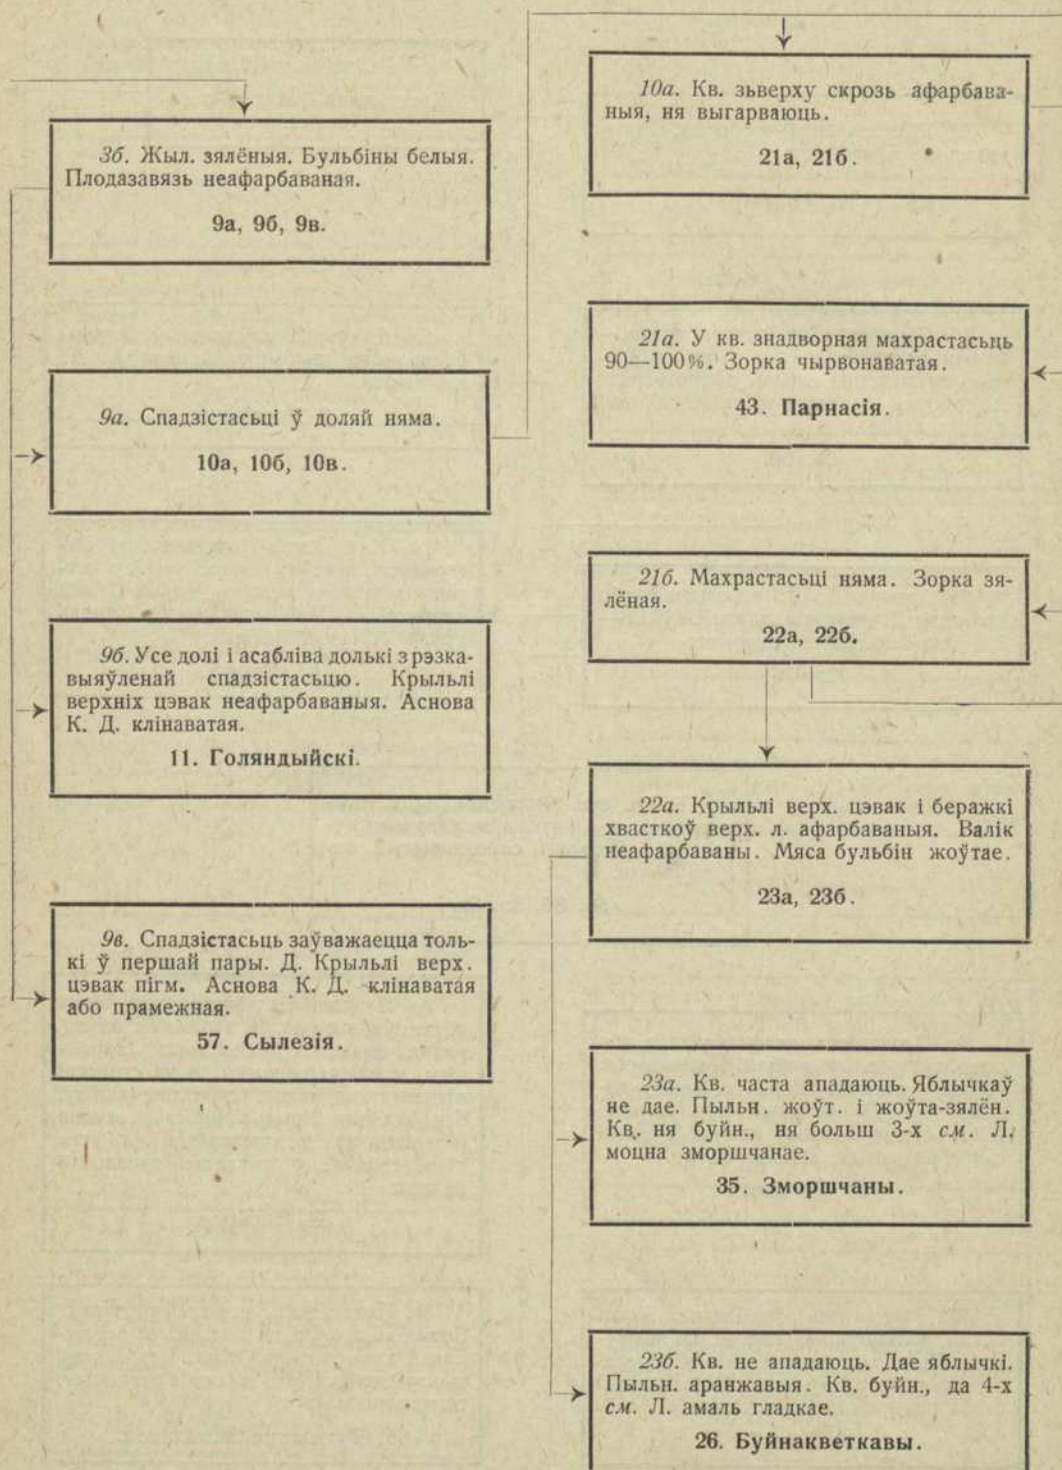 3б. Жыл. зялёныя. Бульбіны белыя.
Плодазавязь неафарбаваная.
9а, 9б, 9в.
9а. Спадзістасьці ў доляй няма.
10а, 10б, 10в.
9б. Усе долі і асабліва долькі з рэзка-
выяўленай спадзістасьцю. Крыльлі
верхніх цэвак неафарбаваныя. Аснова
К. Д. клінаватая.
11. Голяндыйскі.
9в. Спадзістасьць заўважаецца толь-
кі ў першай пары. Д. Крыльлі верх.
цэвак пігм. Аснова К. Д. клінаватая
або прамежная.
57. Сылезія.
10а. Кв. зьверху скрозь афарбава-
ныя, ня выгарваюць.
21а, 21б.
21а. У кв. знадворная махрастасьць
90—100%. Зорка чырвонаватая.
43. Парнасія.
21б. Махрастасьці няма. Зорка зя-
лёная.
22а, 22б.
22а. Крыльлі верх. цэвак і беражкі
хвасткоў верх. л. афарбаваныя. Валік
неафарбаваны. Мяса бульбін жоўтае.
23а, 23б.
23а. Кв. часта ападаюць. Яблычкаў
не дае. Пыльн. жоўт. і жоўта-зялён.
Кв. ня буйн., ня больш 3-х см. Л.
моцна зморшчанае.
35. Зморшчаны.
23б. Кв. не ападаюць. Дае яблычкі.
Пыльн. аранжавыя. Кв. буйн., да 4-х
см. Л. амаль гладкае.
26. Буйнакветкавы.